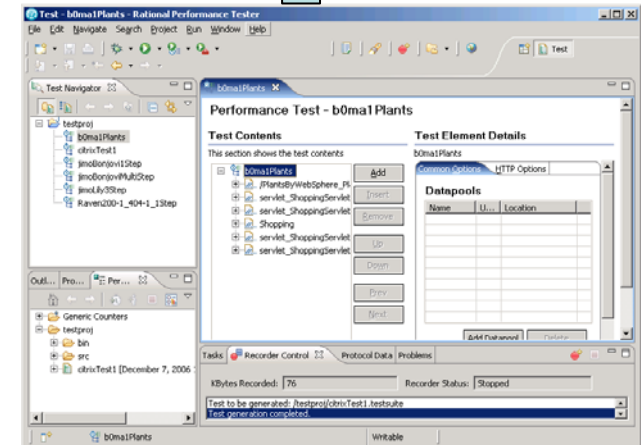 Test - b0ma1Plants - Rational Performance Tester
File Edit Navigate Search Project Run Window Help
Test
Test Navigator
b0ma1Plants
testproj
b0ma1Plants
citrixTest1
jimoBonjovi1Step
jimoBonjoviMultiStep
jimoLily3Step
Raven200-1_404-1_1Step
Performance Test - b0ma1Plants
Test Contents
This section shows the test contents
b0ma1Plants
/PlantsByWebSphere_Pl
servlet_ShoppingServlet
servlet_ShoppingServlet
Shopping
servlet_ShoppingServlet
servlet_ShoppingServlet
Add
Insert
Remove
Up
Down
Prev
Next
Test Element Details
b0ma1Plants
Common Options HTTP Options
Datapools
Name U... Location
Add Datapool Delete
Outl... Pro... Per...
Generic Counters
testproj
bin
src
citrixTest1 [December 7, 2006
Tasks Recorder Control Protocol Data Problems
KBytes Recorded: 76 Recorder Status: Stopped
Test to be generated: /testproj/citrixTest1.testsuite
Test generation completed.
b0ma1Plants Writable